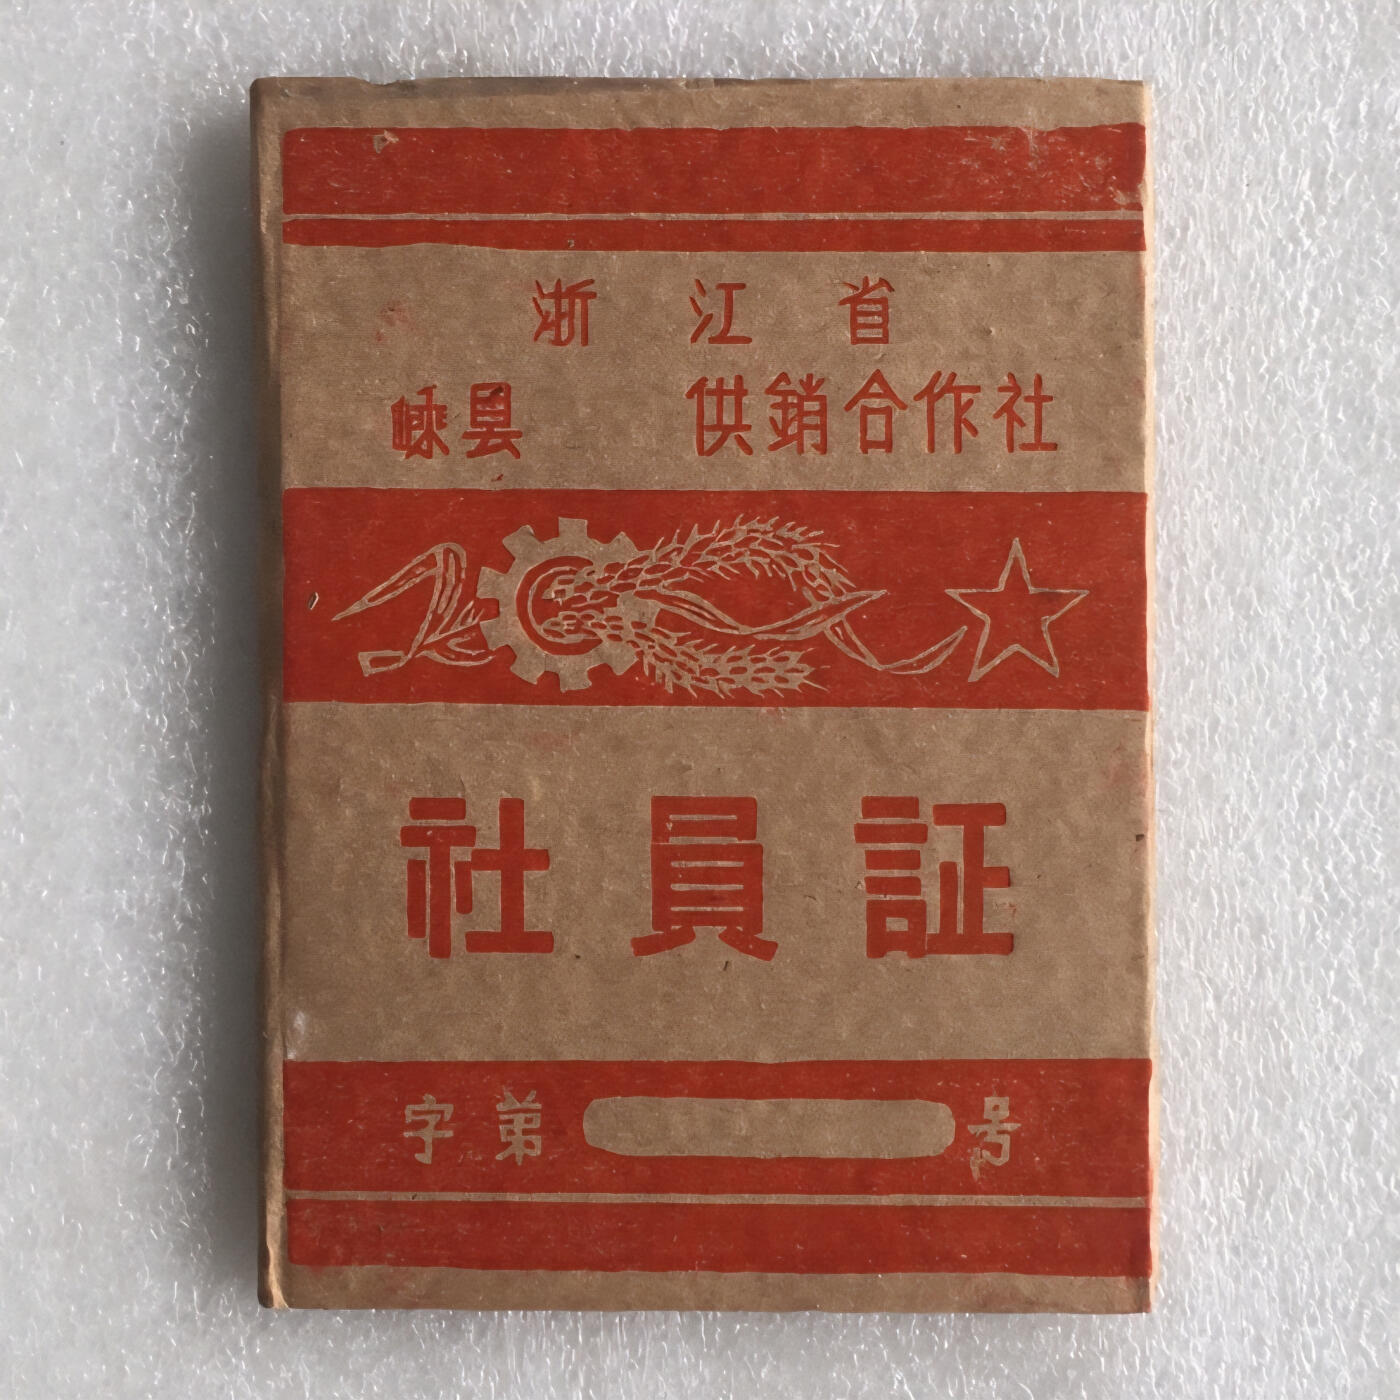 浙江省
嵊县 供銷合作社
社員証
字第 号